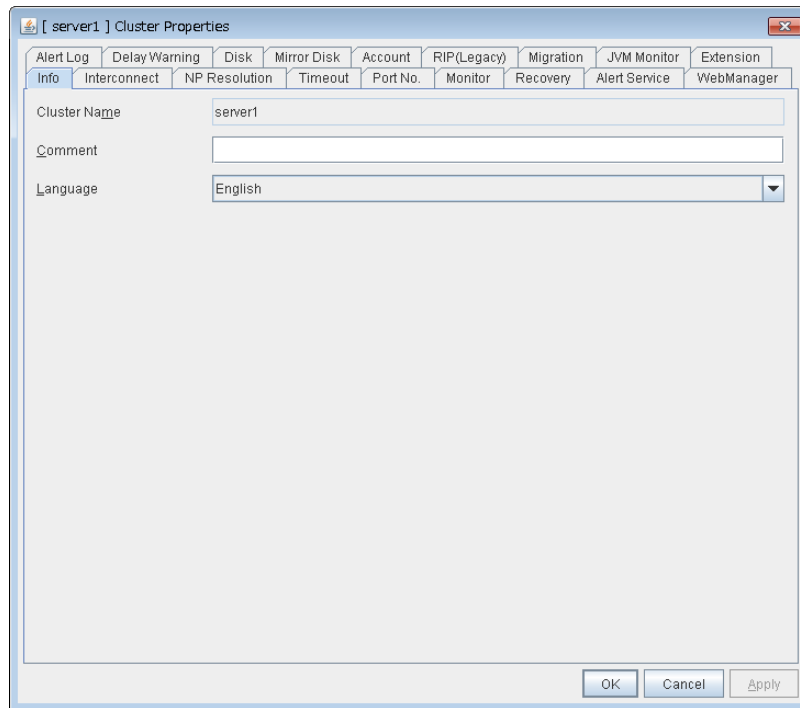 [ server1 ] Cluster Properties
Alert Log Delay Warning Disk Mirror Disk Account RIP(Legacy) Migration JVM Monitor Extension
Info Interconnect NP Resolution Timeout Port No. Monitor Recovery Alert Service WebManager
Cluster Name server1
Comment
Language English
OK Cancel Apply